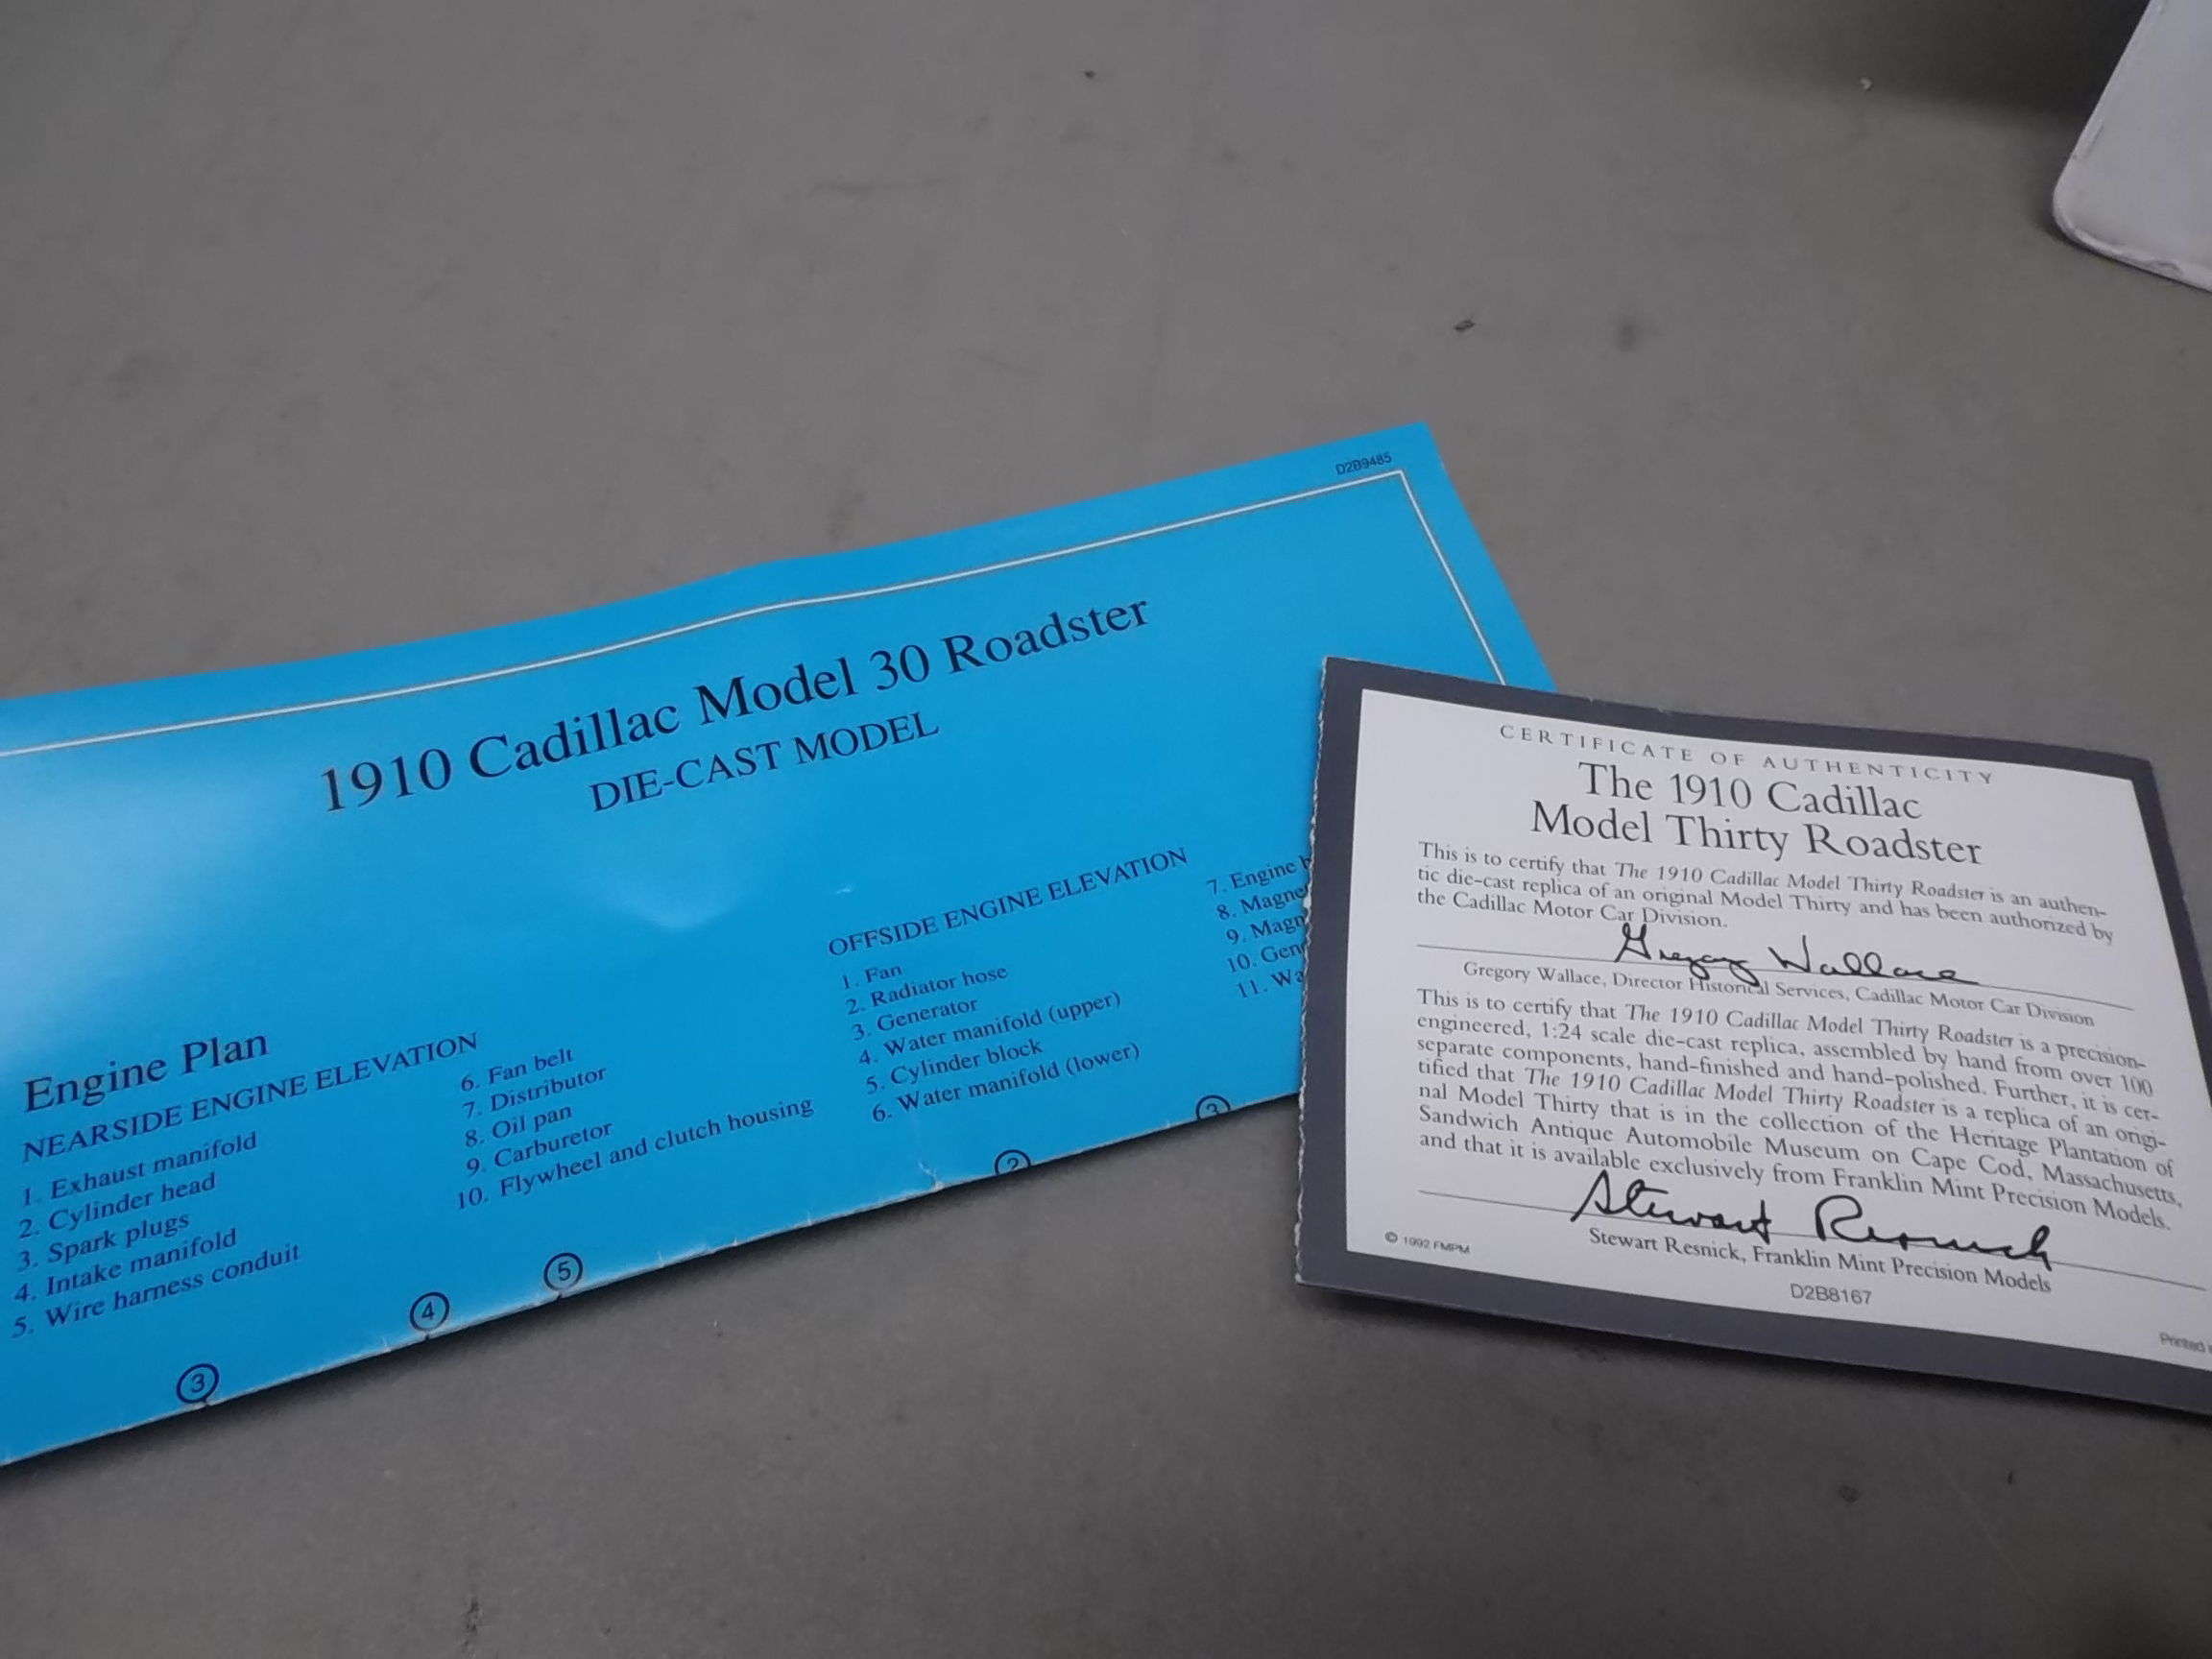 D2B9485
1910 Cadillac Model 30 Roadster
DIE-CAST MODEL
Engine Plan
NEARSIDE ENGINE ELEVATION
1. Exhaust manifold
2. Cylinder head
3. Spark plugs
4. Intake manifold
5. Wire harness conduit
6. Fan belt
7. Distributor
8. Oil pan
9. Carburetor
10. Flywheel and clutch housing
OFFSIDE ENGINE ELEVATION
1. Fan
2. Radiator hose
3. Generator
4. Water manifold (upper)
5. Cylinder block
6. Water manifold (lower)
7. Engine
8.
9.
10.
11.
3
4
5
2
3
CERTIFICATE OF AUTHENTICITY
The 1910 Cadillac
Model Thirty Roadster
This is to certify that The 1910 Cadillac Model Thirty Roadster is an authen-
tic die-cast replica of an original Model Thirty and has been authorized by
the Cadillac Motor Car Division.
Gregory Wallace
Gregory Wallace, Director Historical Services, Cadillac Motor Car Division
This is to certify that The 1910 Cadillac Model Thirty Roadster is a precision-
engineered, 1:24 scale die-cast replica, assembled by hand from over 100
separate components, hand-finished and hand-polished. Further, it is cer-
tified that The 1910 Cadillac Model Thirty Roadster is a replica of an origi-
nal Model Thirty that is in the collection of the Heritage Plantation of
Sandwich Antique Automobile Museum on Cape Cod, Massachusetts,
and that it is available exclusively from Franklin Mint Precision Models.
Stewart Resnick
Stewart Resnick, Franklin Mint Precision Models
© 1992 FMPM
D2B8167
Printed